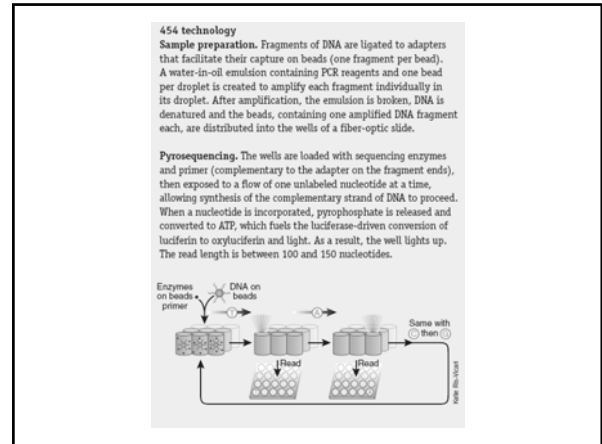 454 technology
Sample preparation. Fragments of DNA are ligated to adapters
that facilitate their capture on beads (one fragment per bead).
A water-in-oil emulsion containing PCR reagents and one bead
per droplet is created to amplify each fragment individually in
its droplet. After amplification, the emulsion is broken, DNA is
denatured and the beads, containing one amplified DNA fragment
each, are distributed into the wells of a fiber-optic slide.
Pyrosequencing. The wells are loaded with sequencing enzymes
and primer (complementary to the adapter on the fragment ends),
then exposed to a flow of one unlabeled nucleotide at a time,
allowing synthesis of the complementary strand of DNA to proceed.
When a nucleotide is incorporated, pyrophosphate is released and
converted to ATP, which fuels the luciferase-driven conversion of
luciferin to oxyluciferin and light. As a result, the well lights up.
The read length is between 100 and 150 nucleotides.
Enzymes
on beads
primer
DNA on
beads
T
A
Same with
C then G
Read
Read
Katie Ris-Vicari